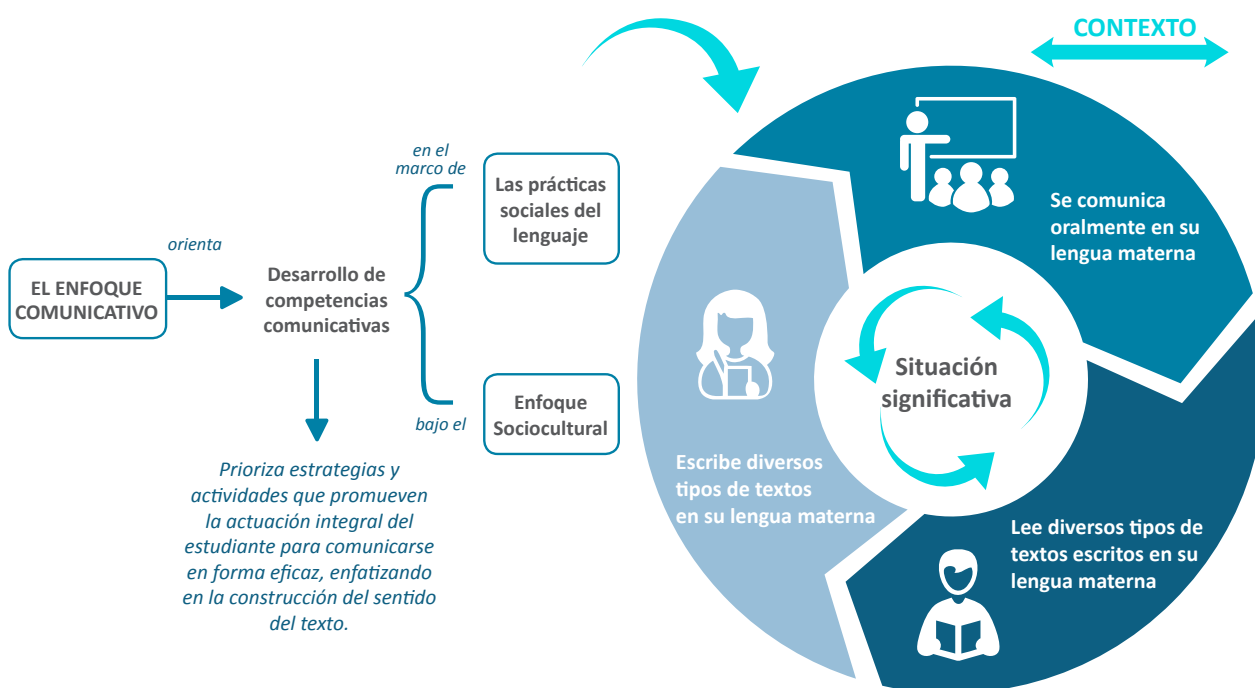 EL ENFOQUE
COMUNICATIVO
orienta
Desarrollo de
competencias
comunicativas
en el
marco de
Las prácticas
sociales del
lenguaje
bajo el
Enfoque
Sociocultural
Prioriza estrategias y
actividades que promueven
la actuación integral del
estudiante para comunicarse
en forma eficaz, enfatizando
en la construcción del sentido
del texto.
CONTEXTO
Se comunica
oralmente en su
lengua materna
Situación
significativa
Escribe diversos
tipos de textos
en su lengua materna
Lee diversos tipos de
textos escritos en su
lengua materna